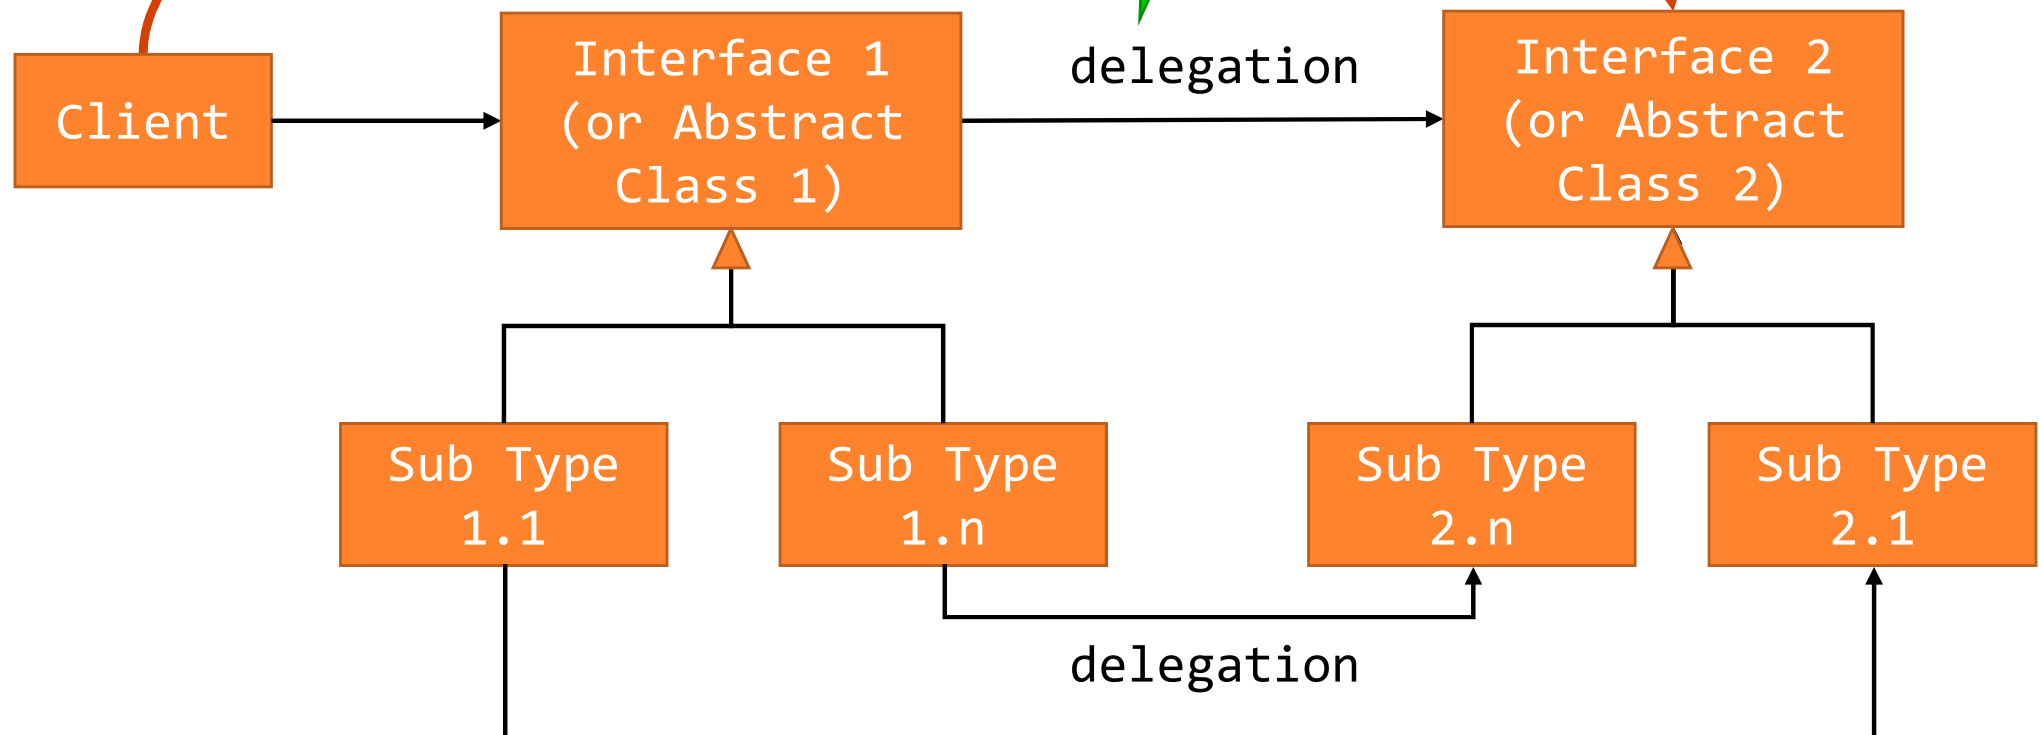 Client
Interface 1
(or Abstract
Class 1)
delegation
Interface 2
(or Abstract
Class 2)
Sub Type
1.1
Sub Type
1.n
Sub Type
2.n
Sub Type
2.1
delegation